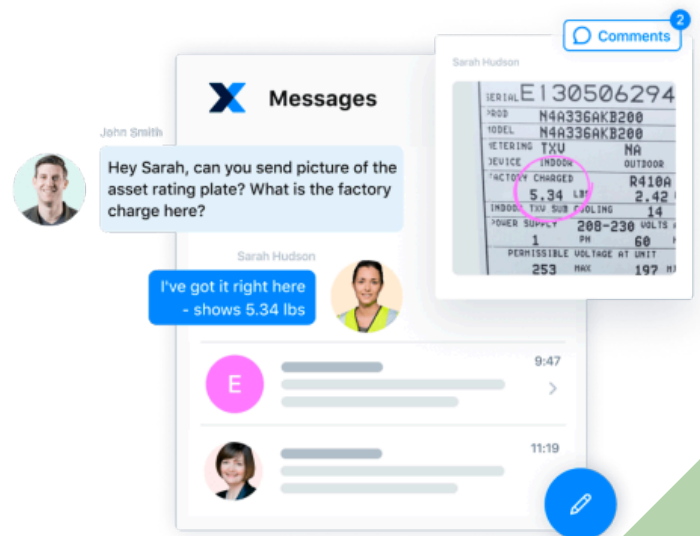 2
Comments
Sarah Hudson
SERIAL E130506294
PROD N4A336AKB200
MODEL N4A336AKB200
METERING TXV NA
DEVICE INDOOR OUTDOOR
FACTORY CHARGED R410A
5.34 LBS 2.42
INDOOR TXV SUB COOLING 14
POWER SUPPLY 208-230 VOLTS
1 PH 60
PERMISSIBLE VOLTAGE AT UNIT
253 MAX 197
Messages
John Smith
Hey Sarah, can you send picture of the
asset rating plate? What is the factory
charge here?
Sarah Hudson
I've got it right here
- shows 5.34 lbs
E
9:47
11:19